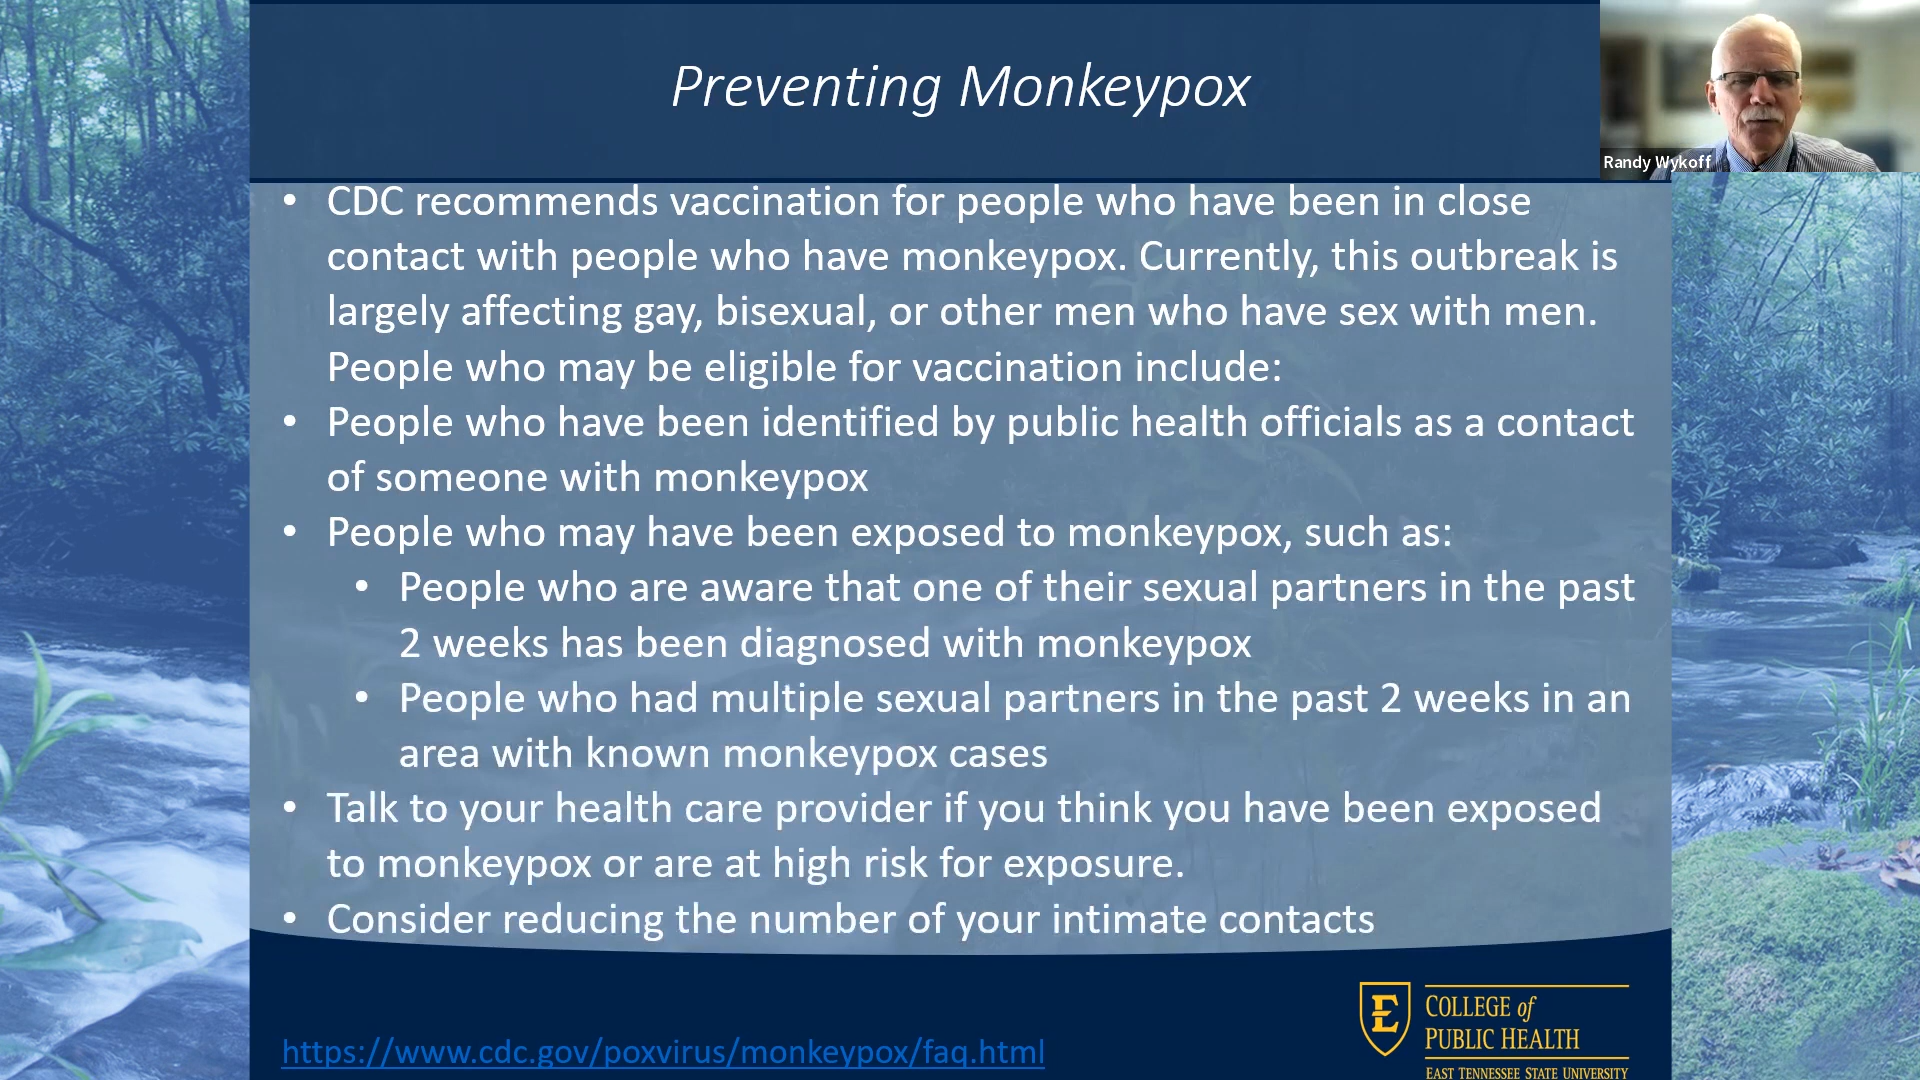 Preventing Monkeypox
Randy Wykoff
• CDC recommends vaccination for people who have been in close
contact with people who have monkeypox. Currently, this outbreak is
largely affecting gay, bisexual, or other men who have sex with men.
People who may be eligible for vaccination include:
• People who have been identified by public health officials as a contact
of someone with monkeypox
• People who may have been exposed to monkeypox, such as:
• People who are aware that one of their sexual partners in the past
2 weeks has been diagnosed with monkeypox
• People who had multiple sexual partners in the past 2 weeks in an
area with known monkeypox cases
• Talk to your health care provider if you think you have been exposed
to monkeypox or are at high risk for exposure.
• Consider reducing the number of your intimate contacts
https://www.cdc.gov/poxvirus/monkeypox/faq.html
E
COLLEGE of
PUBLIC HEALTH
EAST TENNESSEE STATE UNIVERSITY